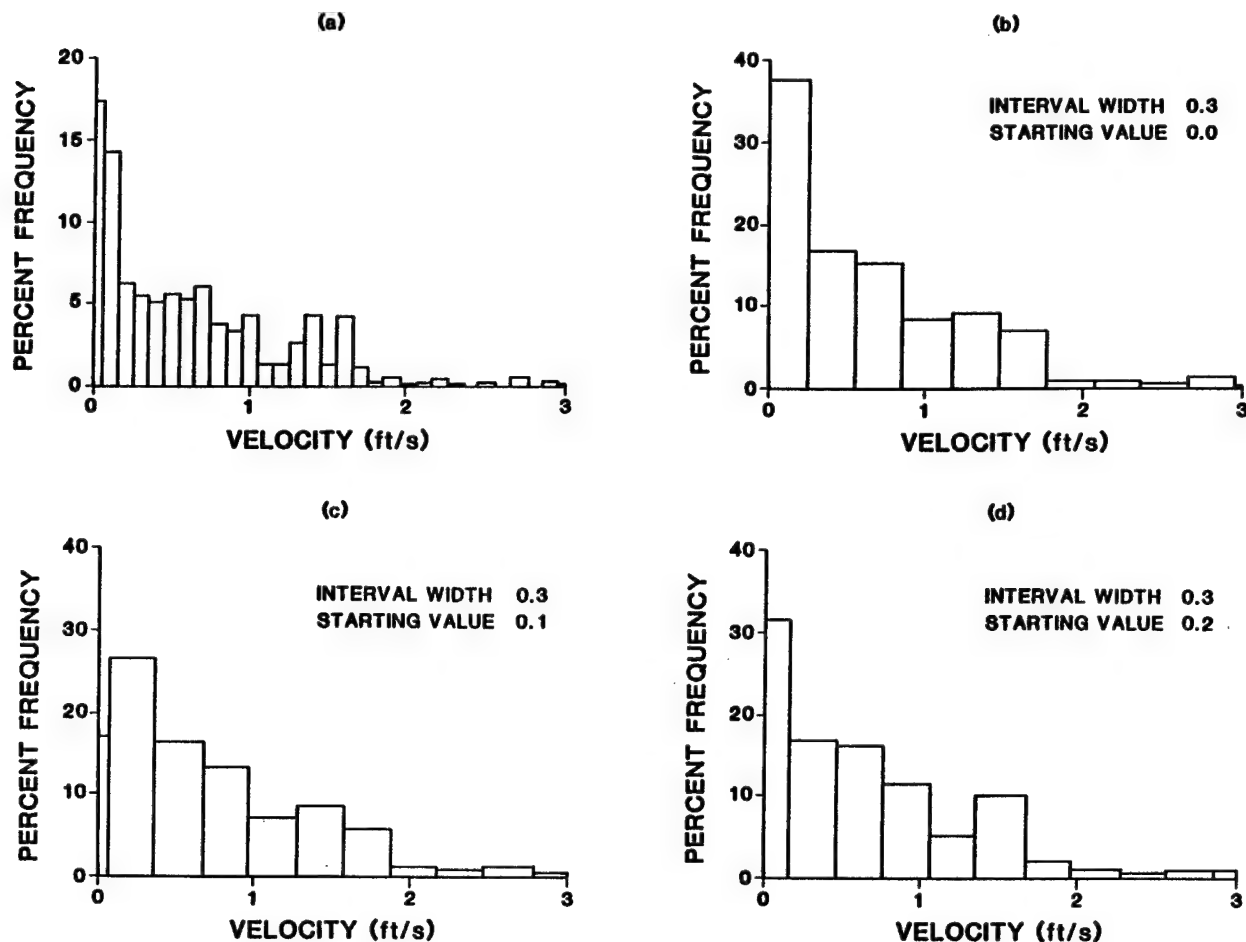 (a)
20
15
10
5
0
PERCENT FREQUENCY
0 1 2 3
VELOCITY (ft/s)
(b)
40
30
20
10
0
PERCENT FREQUENCY
INTERVAL WIDTH 0.3
STARTING VALUE 0.0
0 1 2 3
VELOCITY (ft/s)
(c)
40
30
20
10
0
PERCENT FREQUENCY
INTERVAL WIDTH 0.3
STARTING VALUE 0.1
0 1 2 3
VELOCITY (ft/s)
(d)
40
30
20
10
0
PERCENT FREQUENCY
INTERVAL WIDTH 0.3
STARTING VALUE 0.2
0 1 2 3
VELOCITY (ft/s)